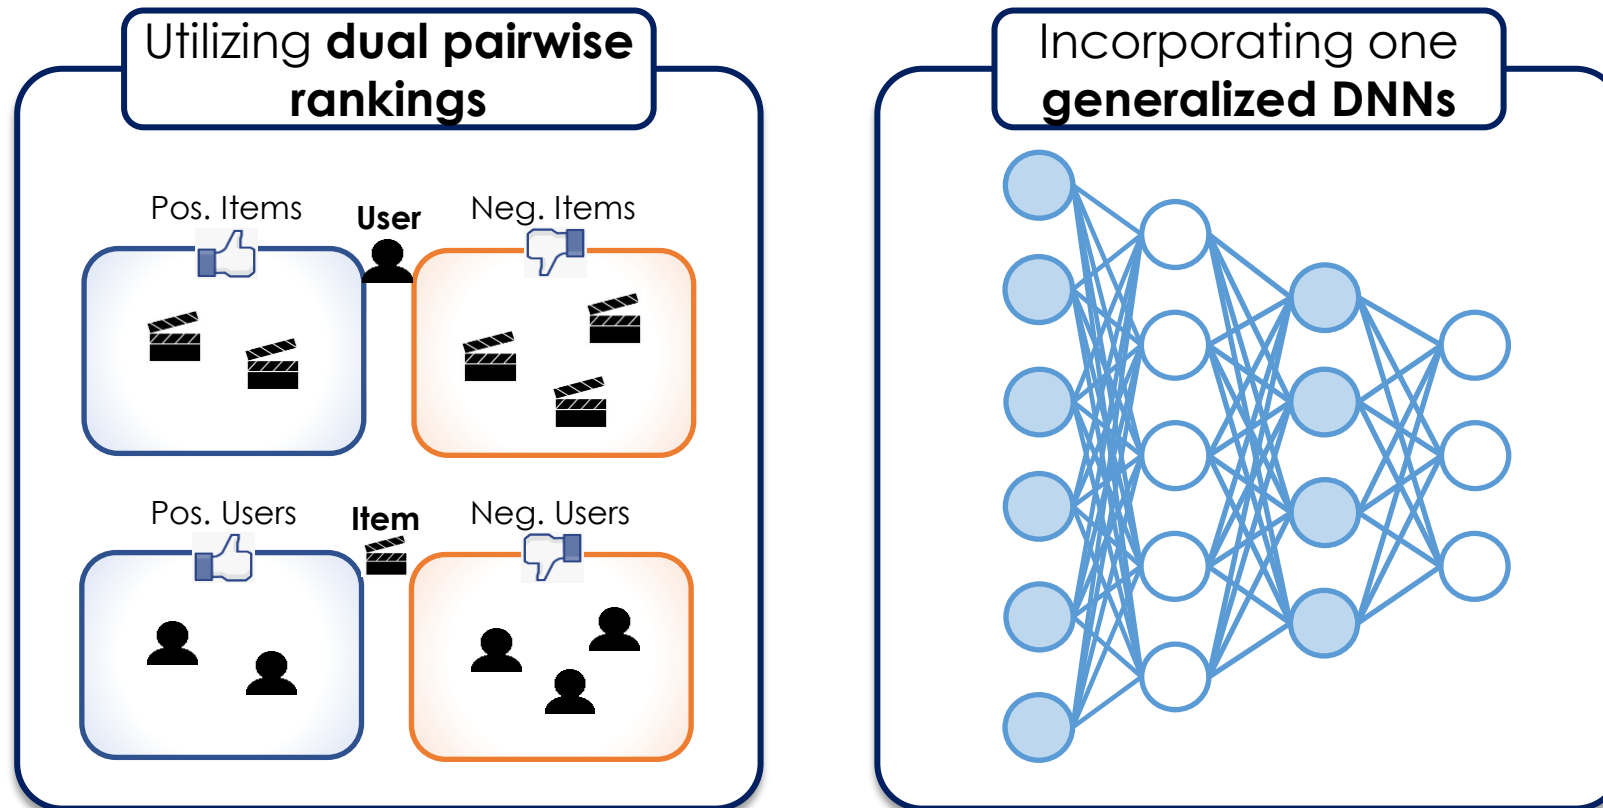 Utilizing dual pairwise
rankings
Pos. Items
User
Neg. Items
Pos. Users
Item
Neg. Users
Incorporating one
generalized DNNs